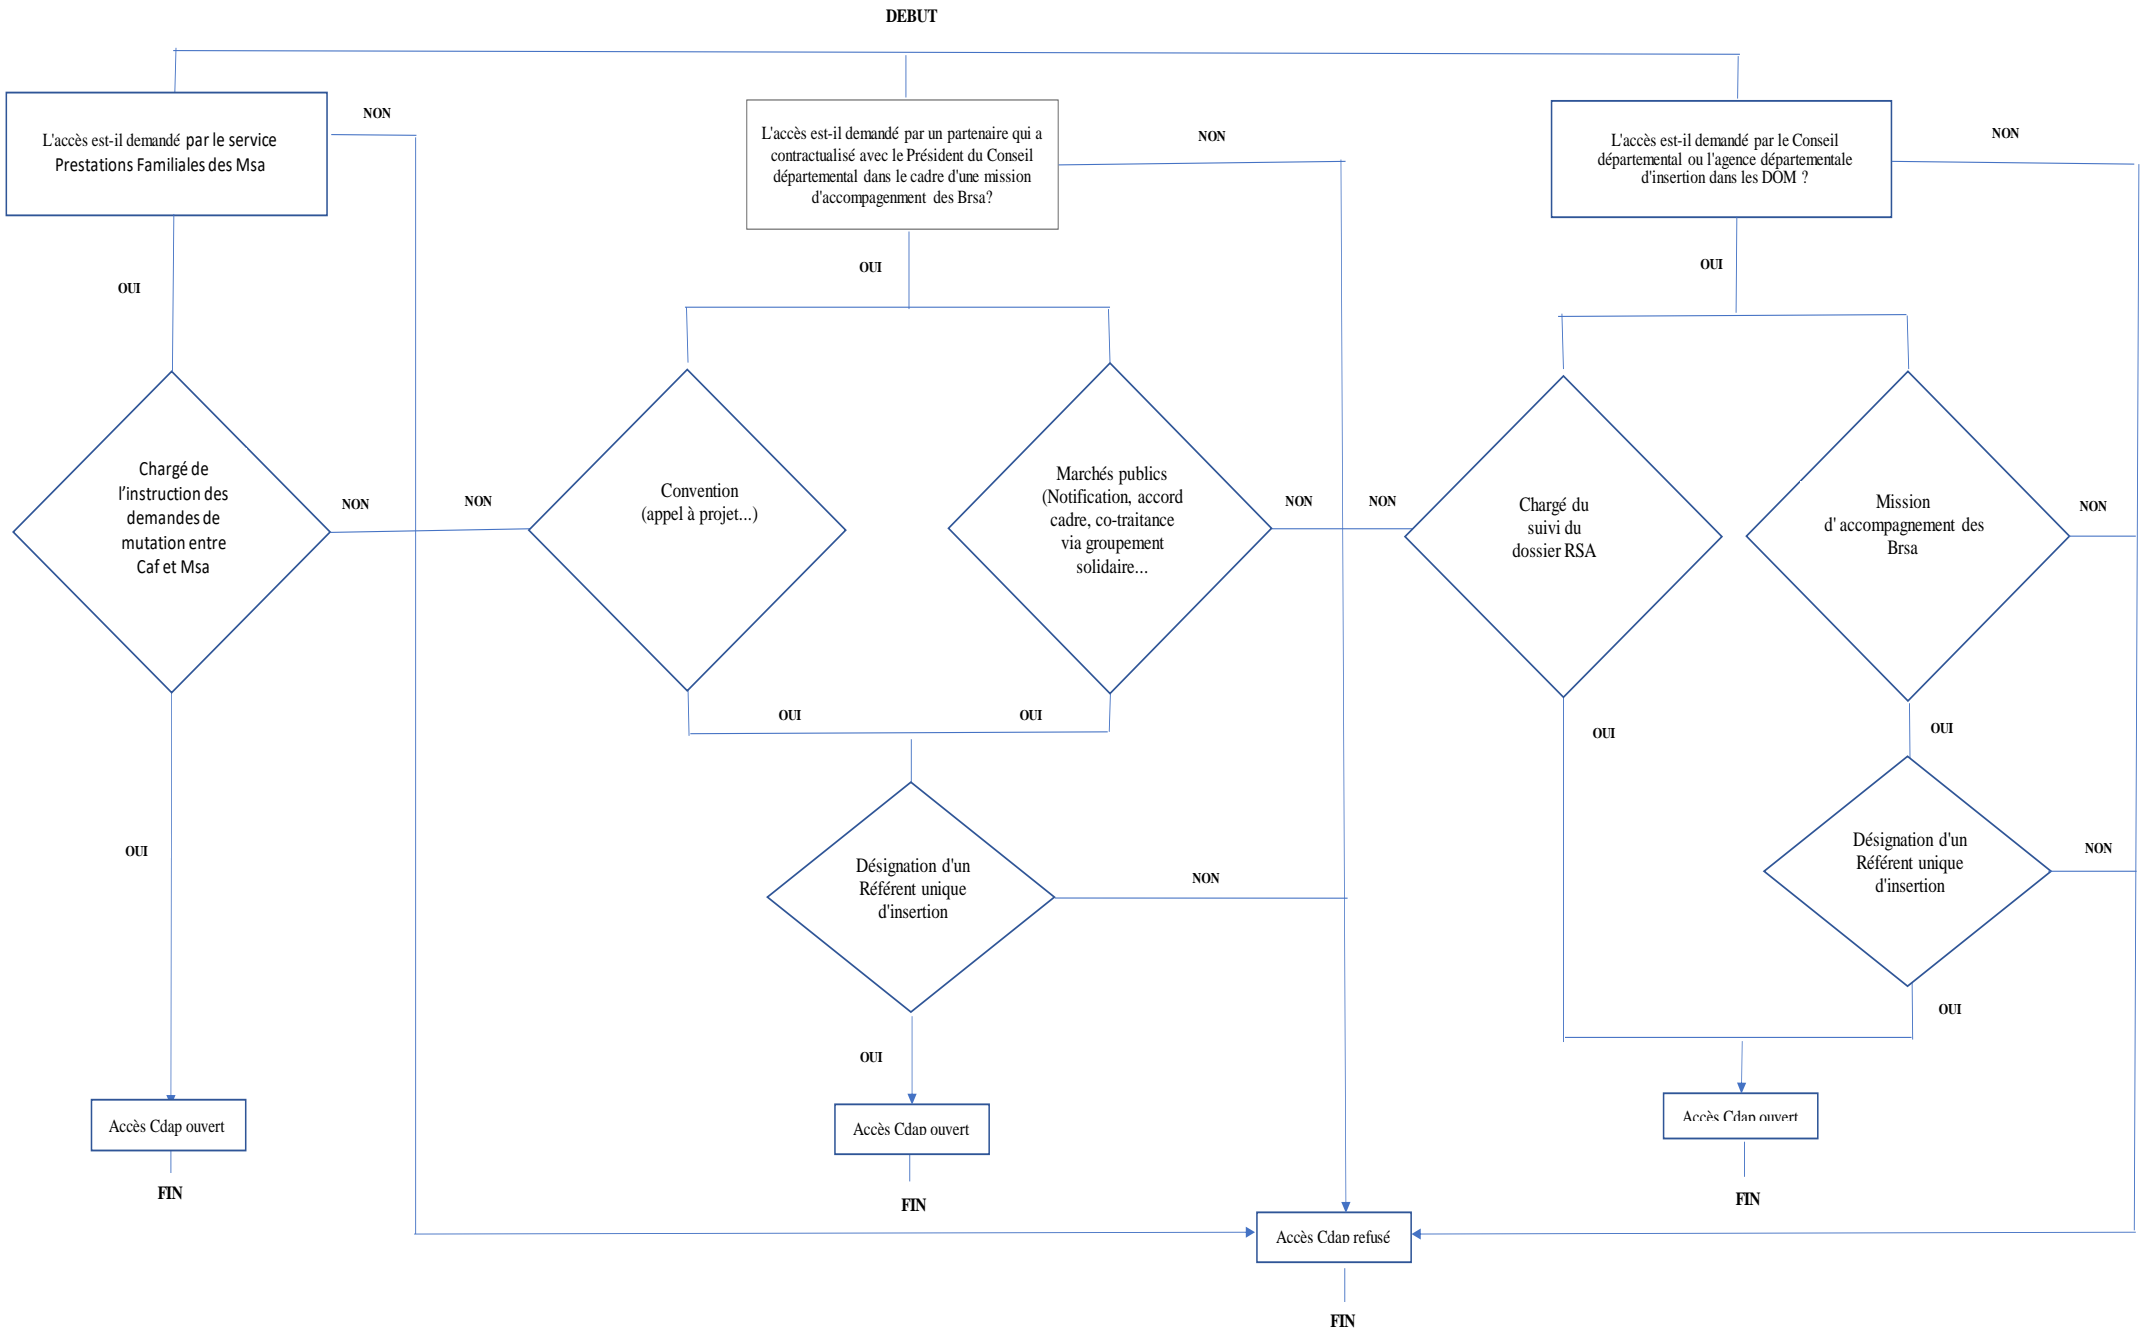 DEBUT
NON
L'accès est-il demandé par le service
Prestations Familiales des Msa
L'accès est-il demandé par un partenaire qui a
contractualisé avec le Président du Conseil
départemental dans le cadre d'une mission
d'accompagenment des Brsa?
NON
L'accès est-il demandé par le Conseil
départemental ou l'agence départementale
d'insertion dans les DOM ?
NON
OUI
OUI
OUI
Chargé de
l'instruction des
demandes de
mutation entre
Caf et Msa
NON
NON
Convention
(appel à projet...)
Marchés publics
(Notification, accord
cadre, co-traitance
via groupement
solidaire...
NON
NON
Chargé du
suivi du
dossier RSA
Mission
d'accompagnement des
Brsa
NON
OUI
OUI
OUI
OUI
OUI
Désignation d'un
Référent unique
d'insertion
NON
Désignation d'un
Référent unique
d'insertion
NON
OUI
OUI
Accès Cdap ouvert
Accès Cdap ouvert
Accès Cdap ouvert
FIN
FIN
FIN
Accès Cdap refusé
FIN